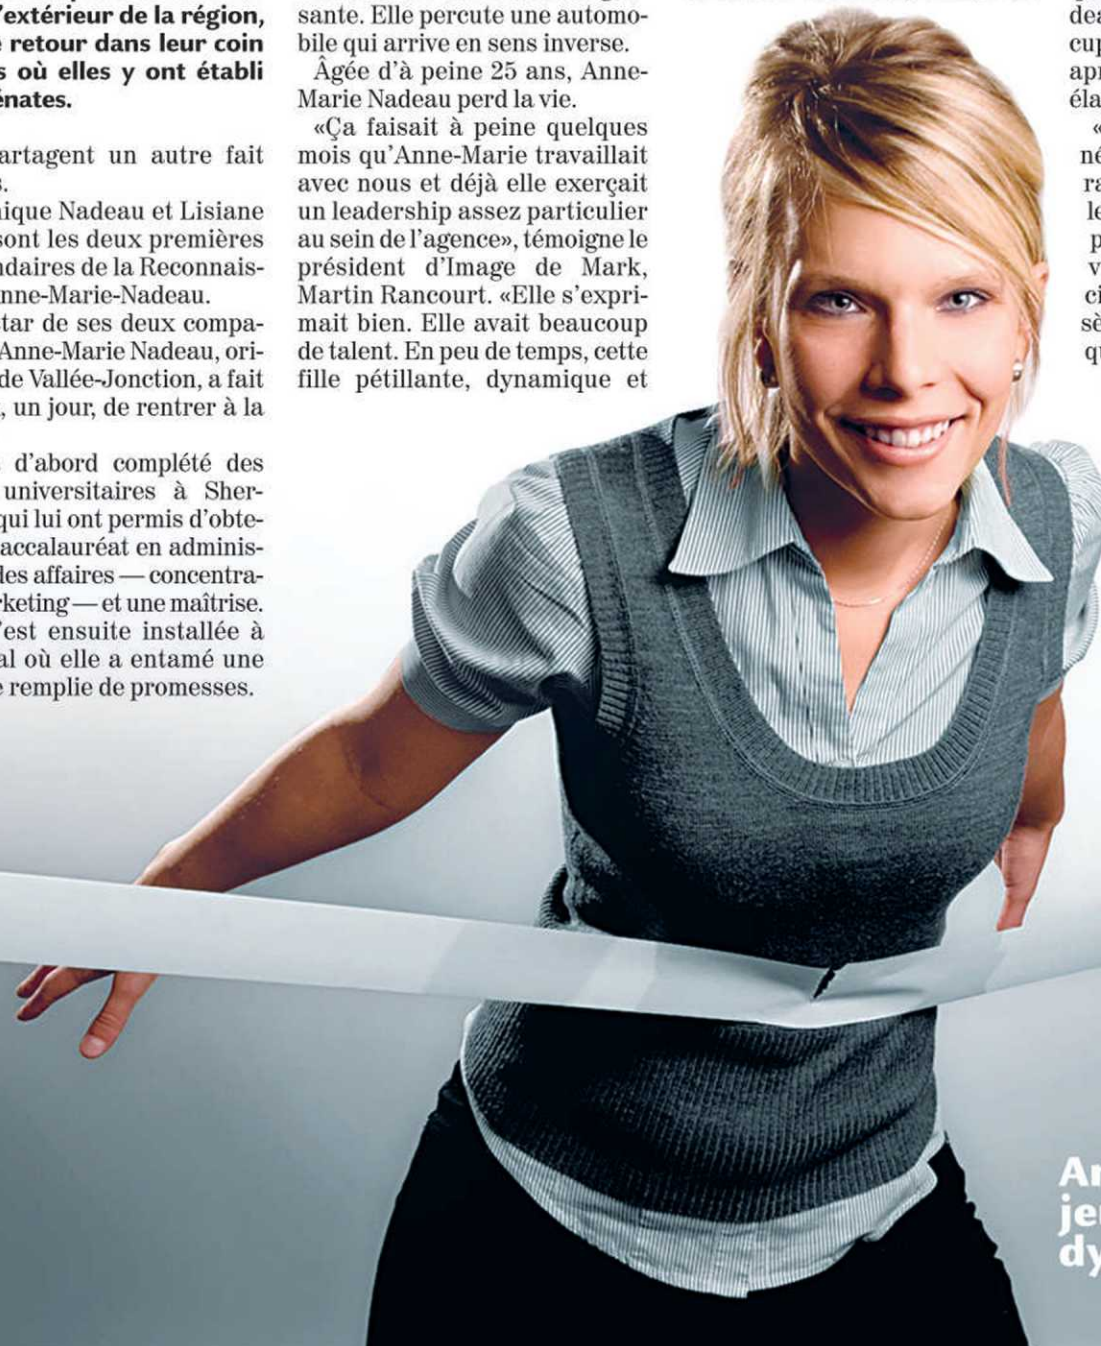 l'extérieur de la région,
retour dans leur coin
où elles y ont établi
artagent un autre fait
ique Nadeau et Lisiane
sont les deux premières
ndaires de la Reconnais-
nne-Marie-Nadeau.
star de ses deux compa-
Anne-Marie Nadeau, ori-
de Vallée-Jonction, a fait
, un jour, de rentrer à la
d'abord complété des
universitaires à Sher-
qui lui ont permis d'obte-
accalauréat en adminis-
des affaires — concentra-
rketing — et une maîtrise.
'est ensuite installée à
al où elle a entamé une
remplie de promesses.
sante. Elle percute une automo-
bile qui arrive en sens inverse.
Âgée d'à peine 25 ans, Anne-
Marie Nadeau perd la vie.
«Ça faisait à peine quelques
mois qu'Anne-Marie travaillait
avec nous et déjà elle exerçait
un leadership assez particulier
au sein de l'agence», témoigne le
président d'Image de Mark,
Martin Rancourt. «Elle s'expri-
mait bien. Elle avait beaucoup
de talent. En peu de temps, cette
fille pétillante, dynamique et